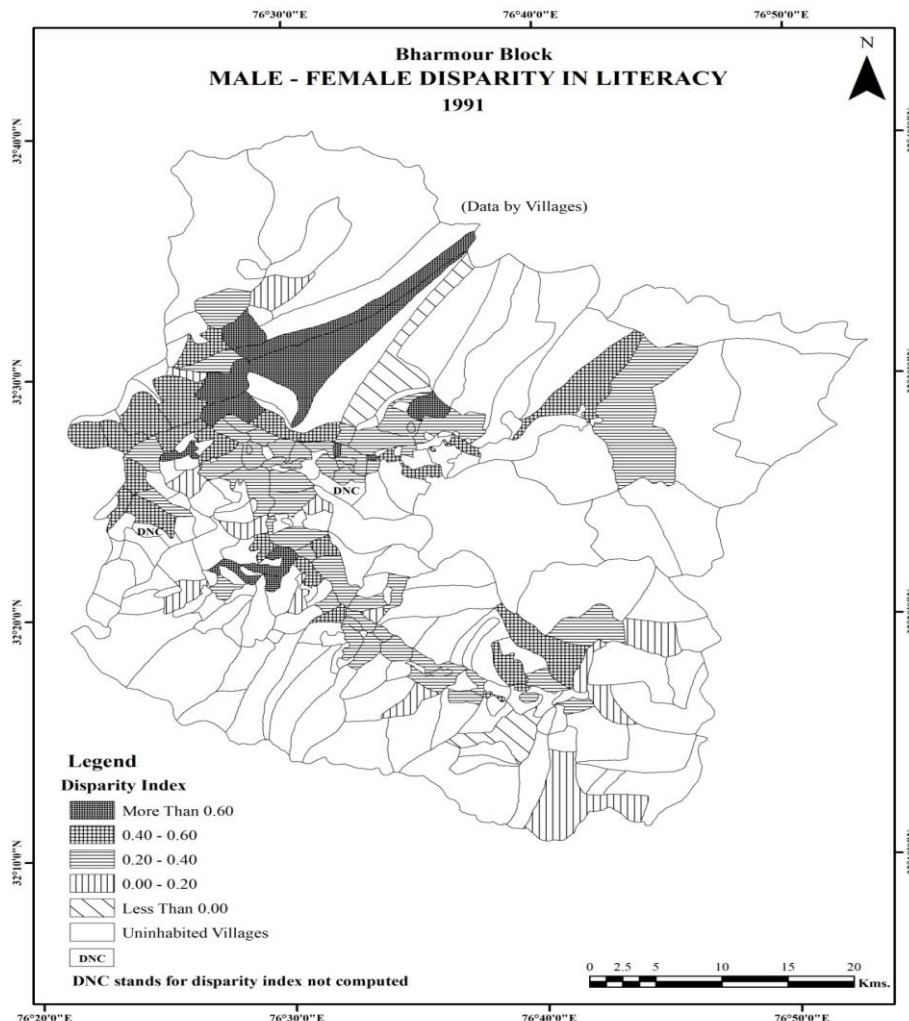 76°30'0"E 76°40'0"E 76°50'0"E
Bharmour Block
MALE - FEMALE DISPARITY IN LITERACY
1991
N
(Data by Villages)
32°40'0"N
32°30'0"N
32°20'0"N
32°10'0"N
DNC
DNC
Legend
Disparity Index
More Than 0.60
0.40 - 0.60
0.20 - 0.40
0.00 - 0.20
Less Than 0.00
Uninhabited Villages
DNC
DNC stands for disparity index not computed
0 2.5 5 10 15 20
Kms.
76°20'0"E 76°30'0"E 76°40'0"E 76°50'0"E